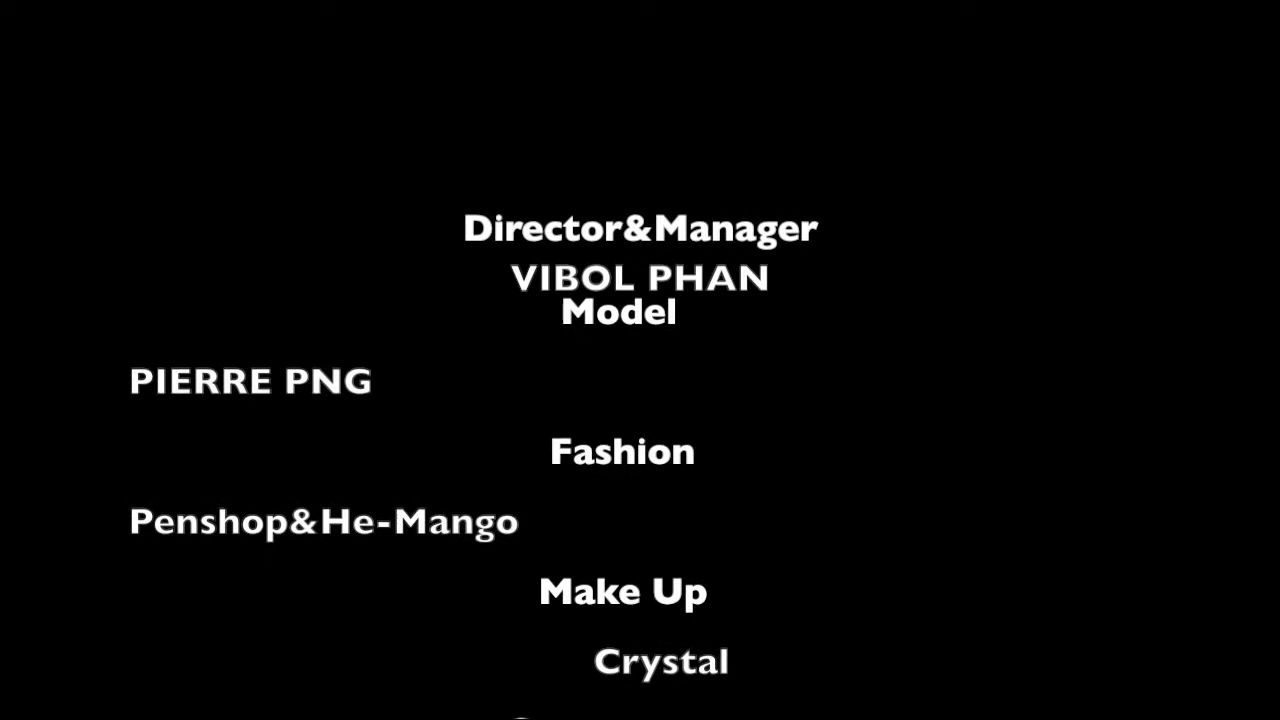 Director&Manager
VIBOL PHAN
Model
PIERRE PNG
Fashion
Penshop&He-Mango
Make Up
Crystal